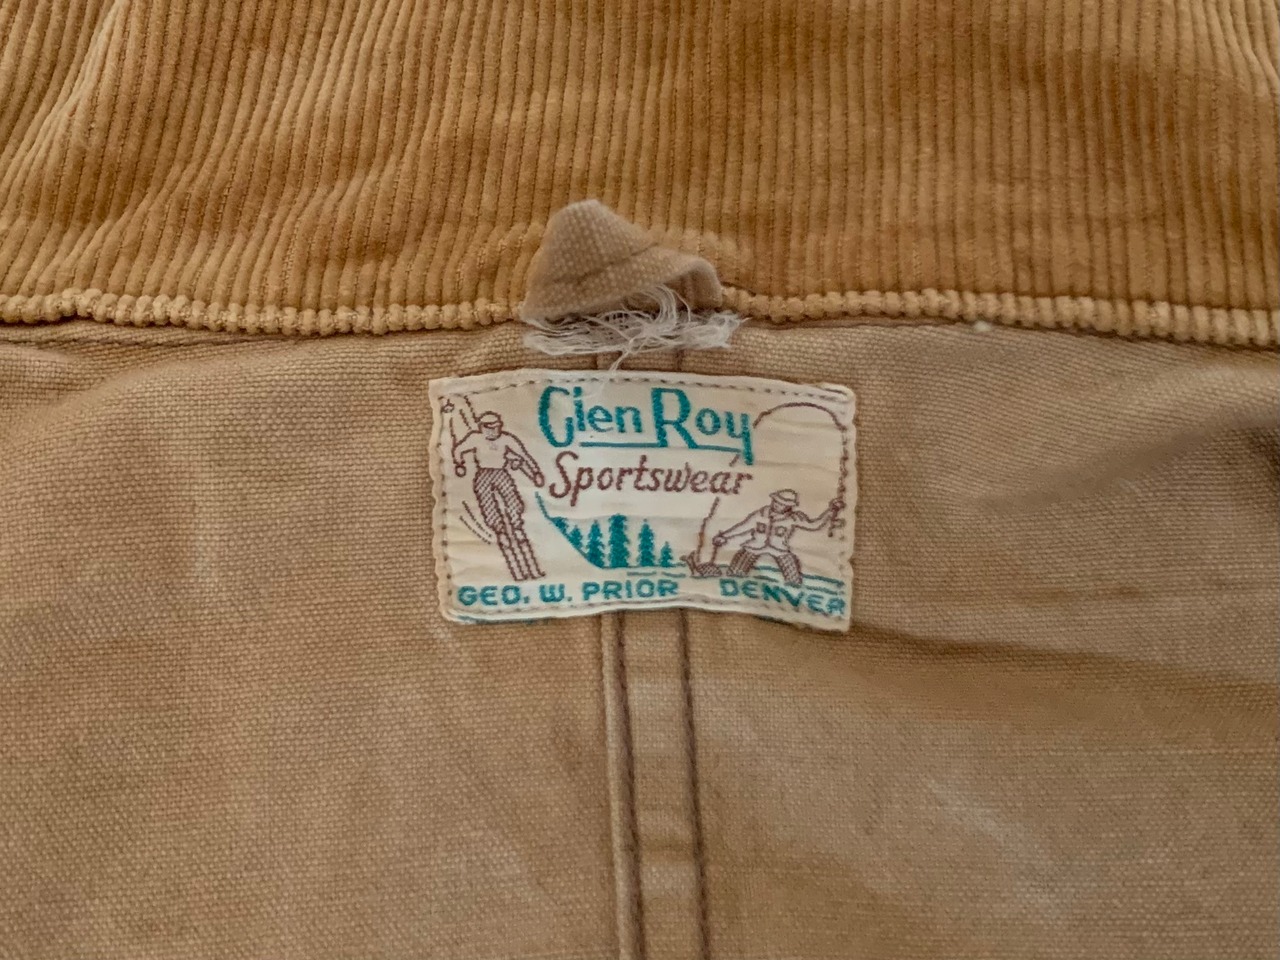 Glen Roy
Sportswear
GEO. W. PRIOR DENVER